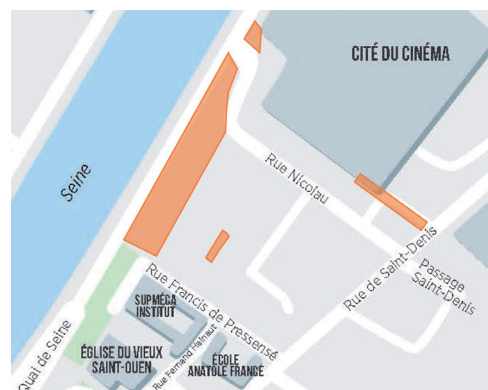 CITÉ DU CINÉMA
Seine
Rue Nicolau
Rue de Saint-Denis
Passage
Saint-Denis
Rue Francis de Pressensé
SUPMÉCA
INSTITUT
Rue Fernand Hainaut
Quai de Seine
ÉGLISE DU VIEUX
SAINT-OUEN
ÉCOLE
ANATOLE FRANCE